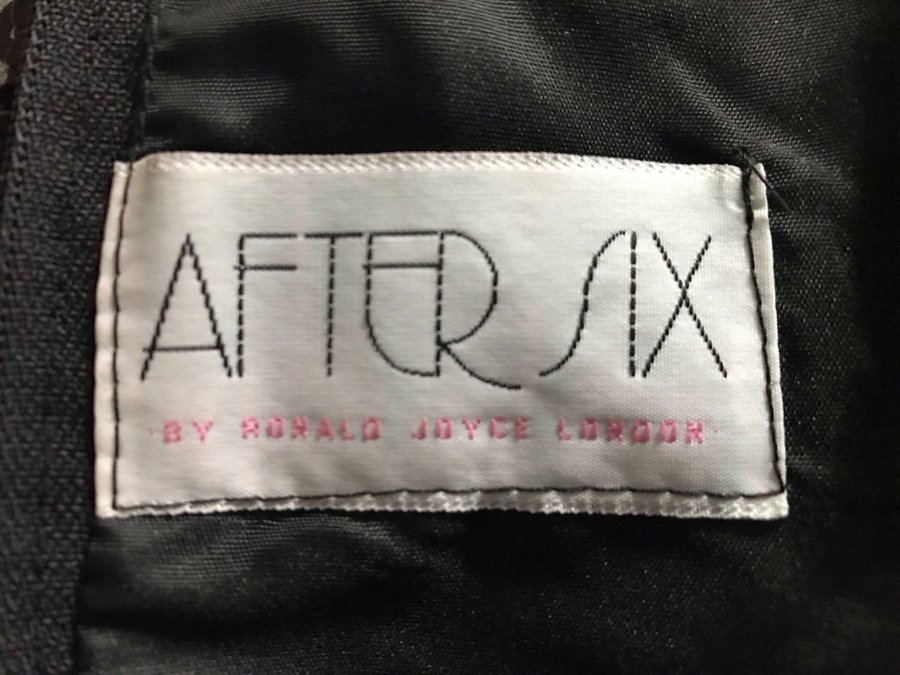 AFTER SIX
·BY RONALD JOYCE LONDON·